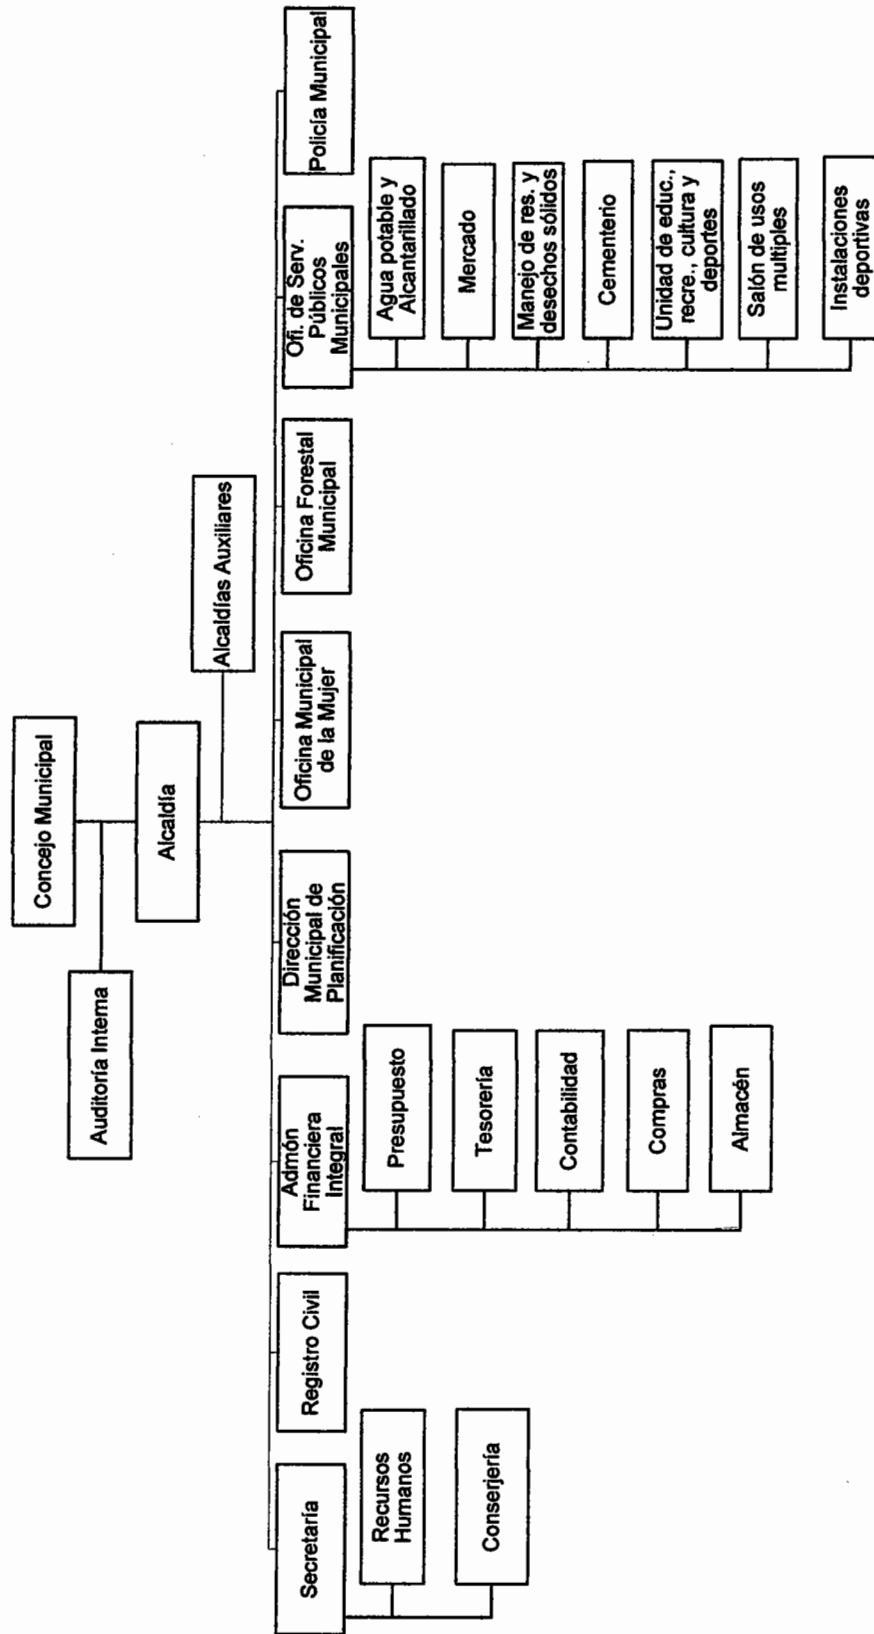 Concejo Municipal
Auditoría Interna
Alcaldía
Alcaldías Auxiliares
Secretaría
Recursos
Humanos
Conserjería
Registro Civil
Admón
Financiera
Integral
Presupuesto
Tesorería
Contabilidad
Compras
Almacén
Dirección
Municipal de
Planificación
Oficina Municipal
de la Mujer
Oficina Forestal
Municipal
Ofi. de Serv.
Públicos
Municipales
Agua potable y
Alcantarillado
Mercado
Manejo de res. y
desechos sólidos
Cementerio
Unidad de educ.,
recre., cultura y
deportes
Salón de usos
multiples
Instalaciones
deportivas
Policía Municipal